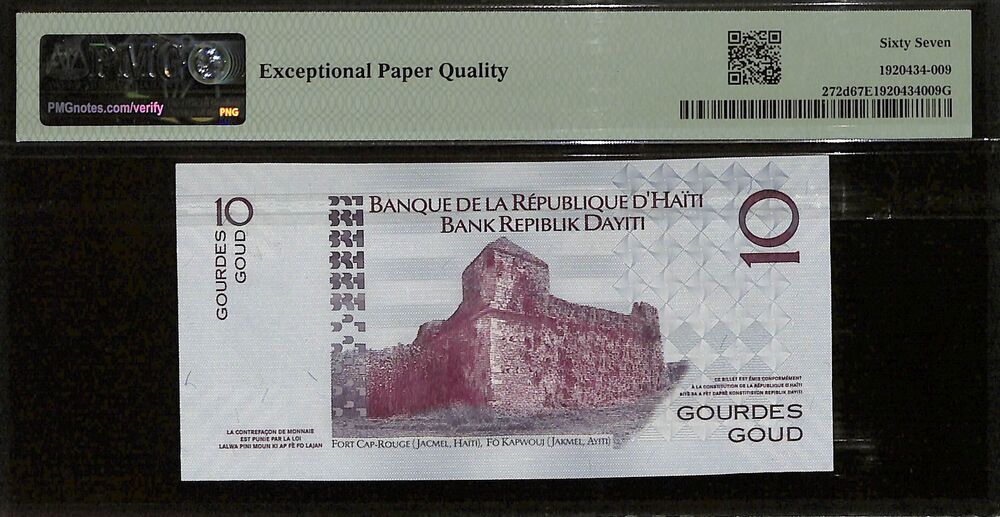 PMG
PMGnotes.com/verify
PNG
Exceptional Paper Quality
Sixty Seven
1920434-009
272d67E1920434009G
10
GOURDES
GOUD
BANQUE DE LA RÉPUBLIQUE D'HAÏTI
BANK REPIBLIK DAYITI
10
CE BILLET EST ÉMIS CONFORMÉMENT
À LA CONSTITUTION DE LA RÉPUBLIQUE D'HAÏTI
BIYÈ SA A FÈT DAPRE KONSTITISYON REPIBLIK DAYITI
GOURDES
GOUD
LA CONTREFAÇON DE MONNAIE
EST PUNIE PAR LA LOI
LALWA PINI MOUN KI AP FÈ FO LAJAN
FORT CAP-ROUGE (JACMEL, HAÏTI), FÒ KAPWOUJ (JAKMEL, AYITI)